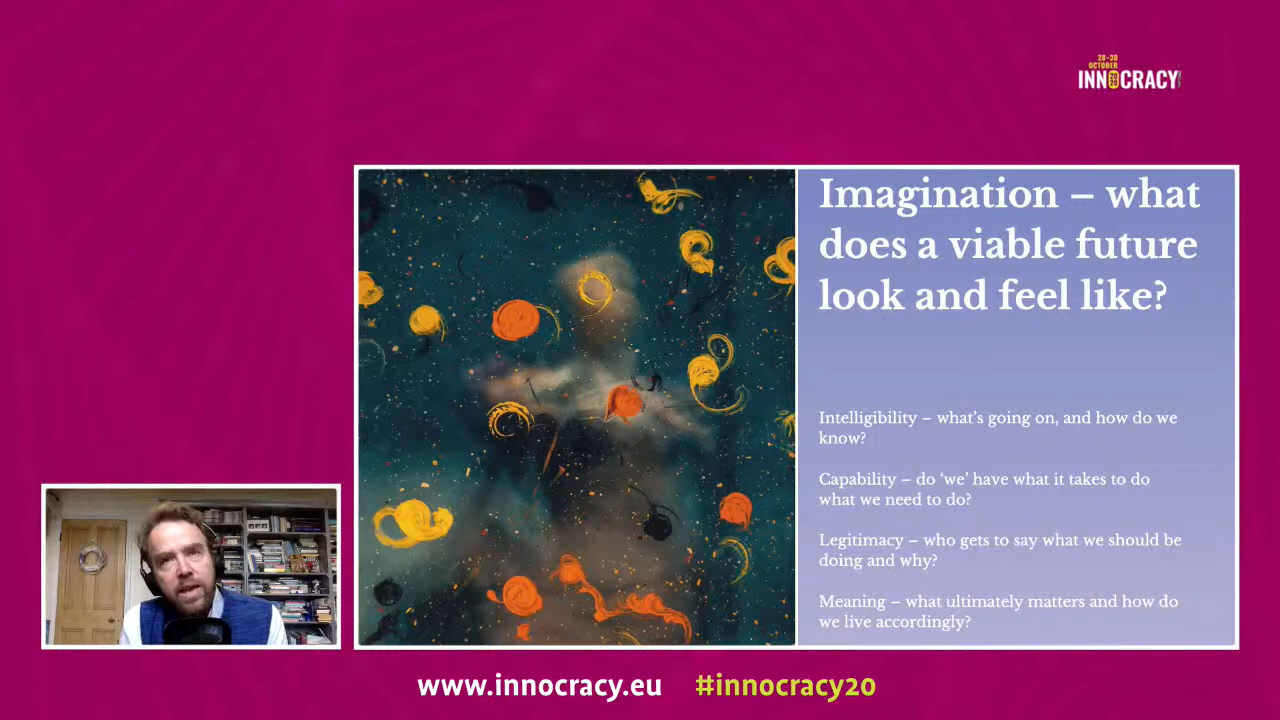 28-30
OCTOBER
INNOCRACY
Imagination – what
does a viable future
look and feel like?
Intelligibility – what’s going on, and how do we
know?
Capability – do ‘we’ have what it takes to do
what we need to do?
Legitimacy – who gets to say what we should be
doing and why?
Meaning – what ultimately matters and how do
we live accordingly?
www.innocracy.eu #innocracy20